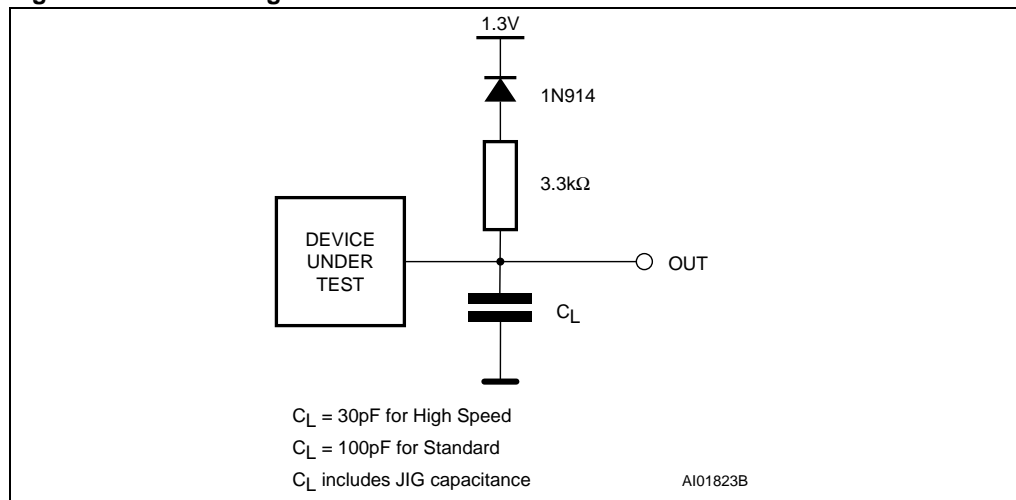 1.3V
1N914
3.3kΩ
DEVICE
UNDER
TEST
OUT
CL
CL = 30pF for High Speed
CL = 100pF for Standard
CL includes JIG capacitance
AI01823B